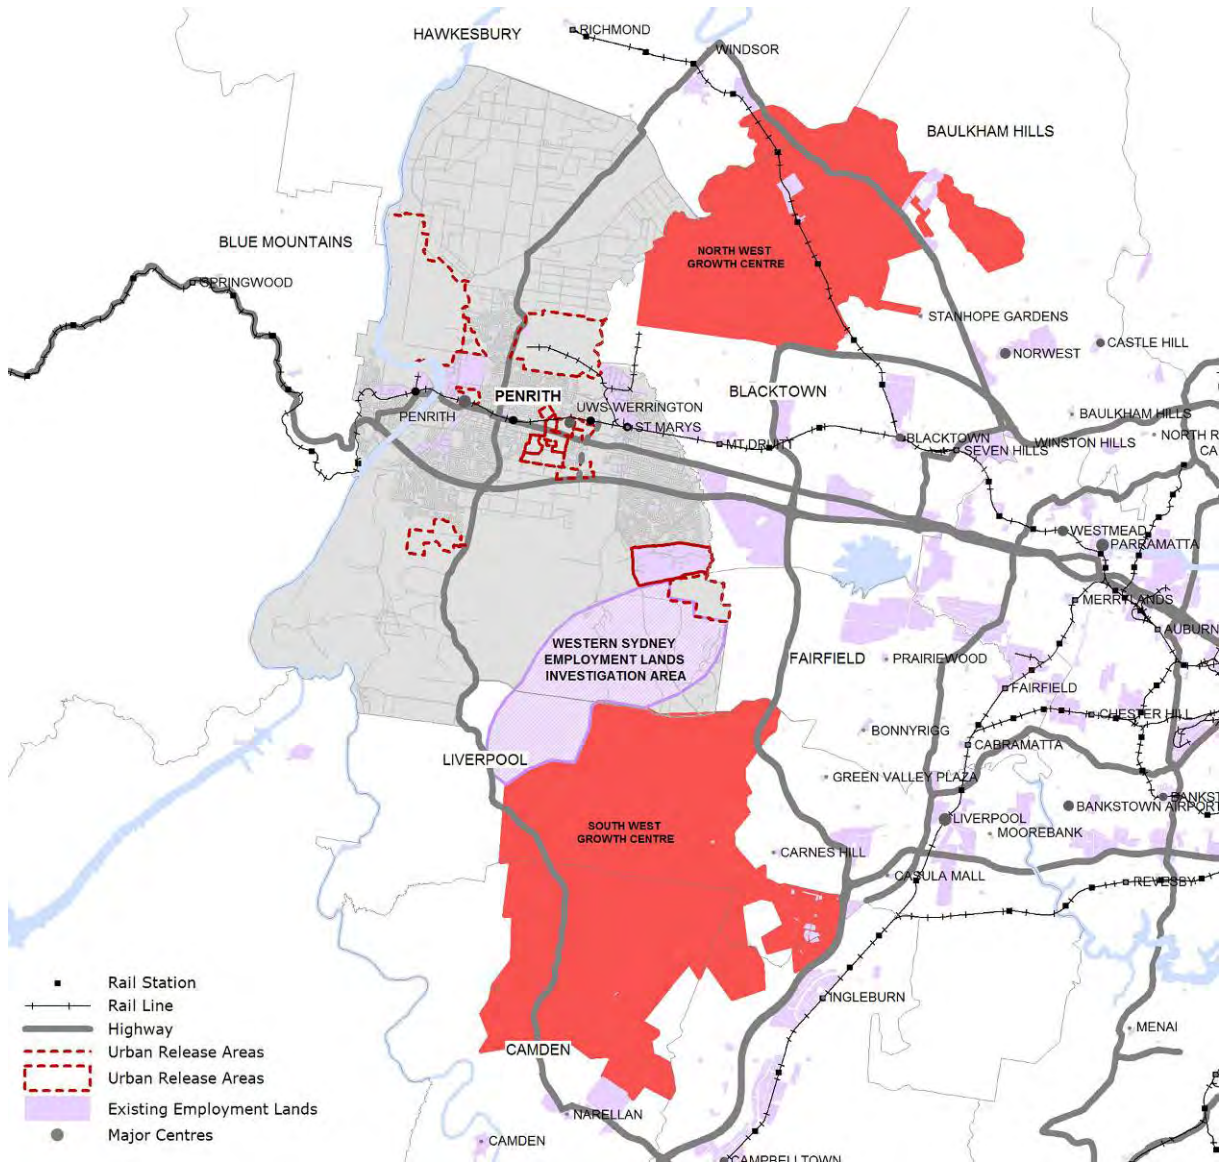 HAWKESBURY
RICHMOND
WINDSOR
BAULKHAM HILLS
BLUE MOUNTAINS
SPRINGWOOD
NORTH WEST
GROWTH CENTRE
STANHOPE GARDENS
NORWEST
CASTLE HILL
BLACKTOWN
PENRITH
PENRITH
UWS-WERRINGTON
ST MARYS
MT DRUITT
BLACKTOWN
SEVEN HILLS
BAULKHAM HILLS
WINSTON HILLS
NORTH R
CA
WESTMEAD
PARRAMATTA
MERRYLANDS
AUBURN
WESTERN SYDNEY
EMPLOYMENT LANDS
INVESTIGATION AREA
FAIRFIELD
PRAIRIEWOOD
FAIRFIELD
CHESTER HILL
BONNYRIGG
CABRAMATTA
LIVERPOOL
GREEN VALLEY PLAZA
BANKST
BANKSTOWN AIRPORT
LIVERPOOL
MOOREBANK
SOUTH WEST
GROWTH CENTRE
CARNES HILL
CASULA MALL
REVESBY
INGLEBURN
MENAI
CAMDEN
NARELLAN
CAMDEN
CAMPBELLTOWN
Rail Station
Rail Line
Highway
Urban Release Areas
Urban Release Areas
Existing Employment Lands
Major Centres